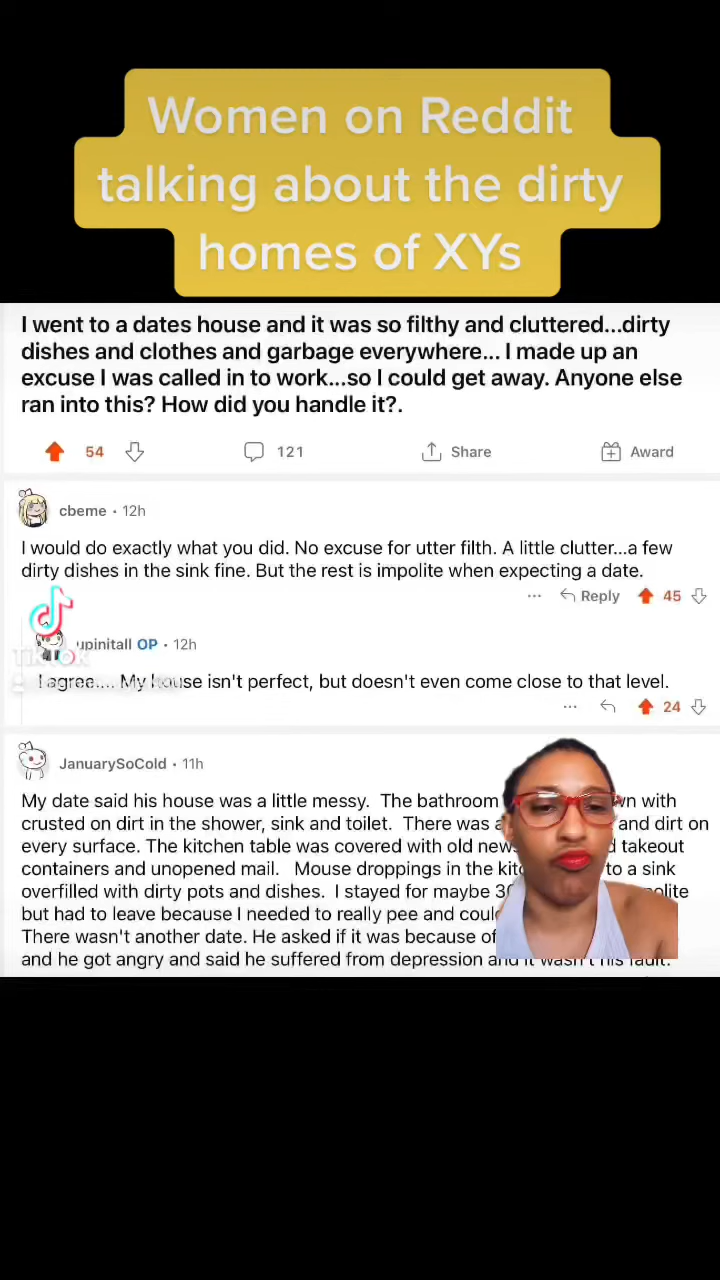 Women on Reddit
talking about the dirty
homes of XYs
I went to a dates house and it was so filthy and cluttered...dirty
dishes and clothes and garbage everywhere... I made up an
excuse I was called in to work...so I could get away. Anyone else
ran into this? How did you handle it?.
54 121 Share Award
cbeme · 12h
I would do exactly what you did. No excuse for utter filth. A little clutter...a few
dirty dishes in the sink fine. But the rest is impolite when expecting a date.
... Reply 45
TikTok
upinitall OP · 12h
I agree.... My house isn't perfect, but doesn't even come close to that level.
... 24
JanuarySoCold · 11h
My date said his house was a little messy. The bathroom with
crusted on dirt in the shower, sink and toilet. There was and dirt on
every surface. The kitchen table was covered with old takeout
containers and unopened mail. Mouse droppings in the to a sink
overfilled with dirty pots and dishes. I stayed for maybe
but had to leave because I needed to really pee and
There wasn't another date. He asked if it was because of
and he got angry and said he suffered from depression and it wasn't his fault.